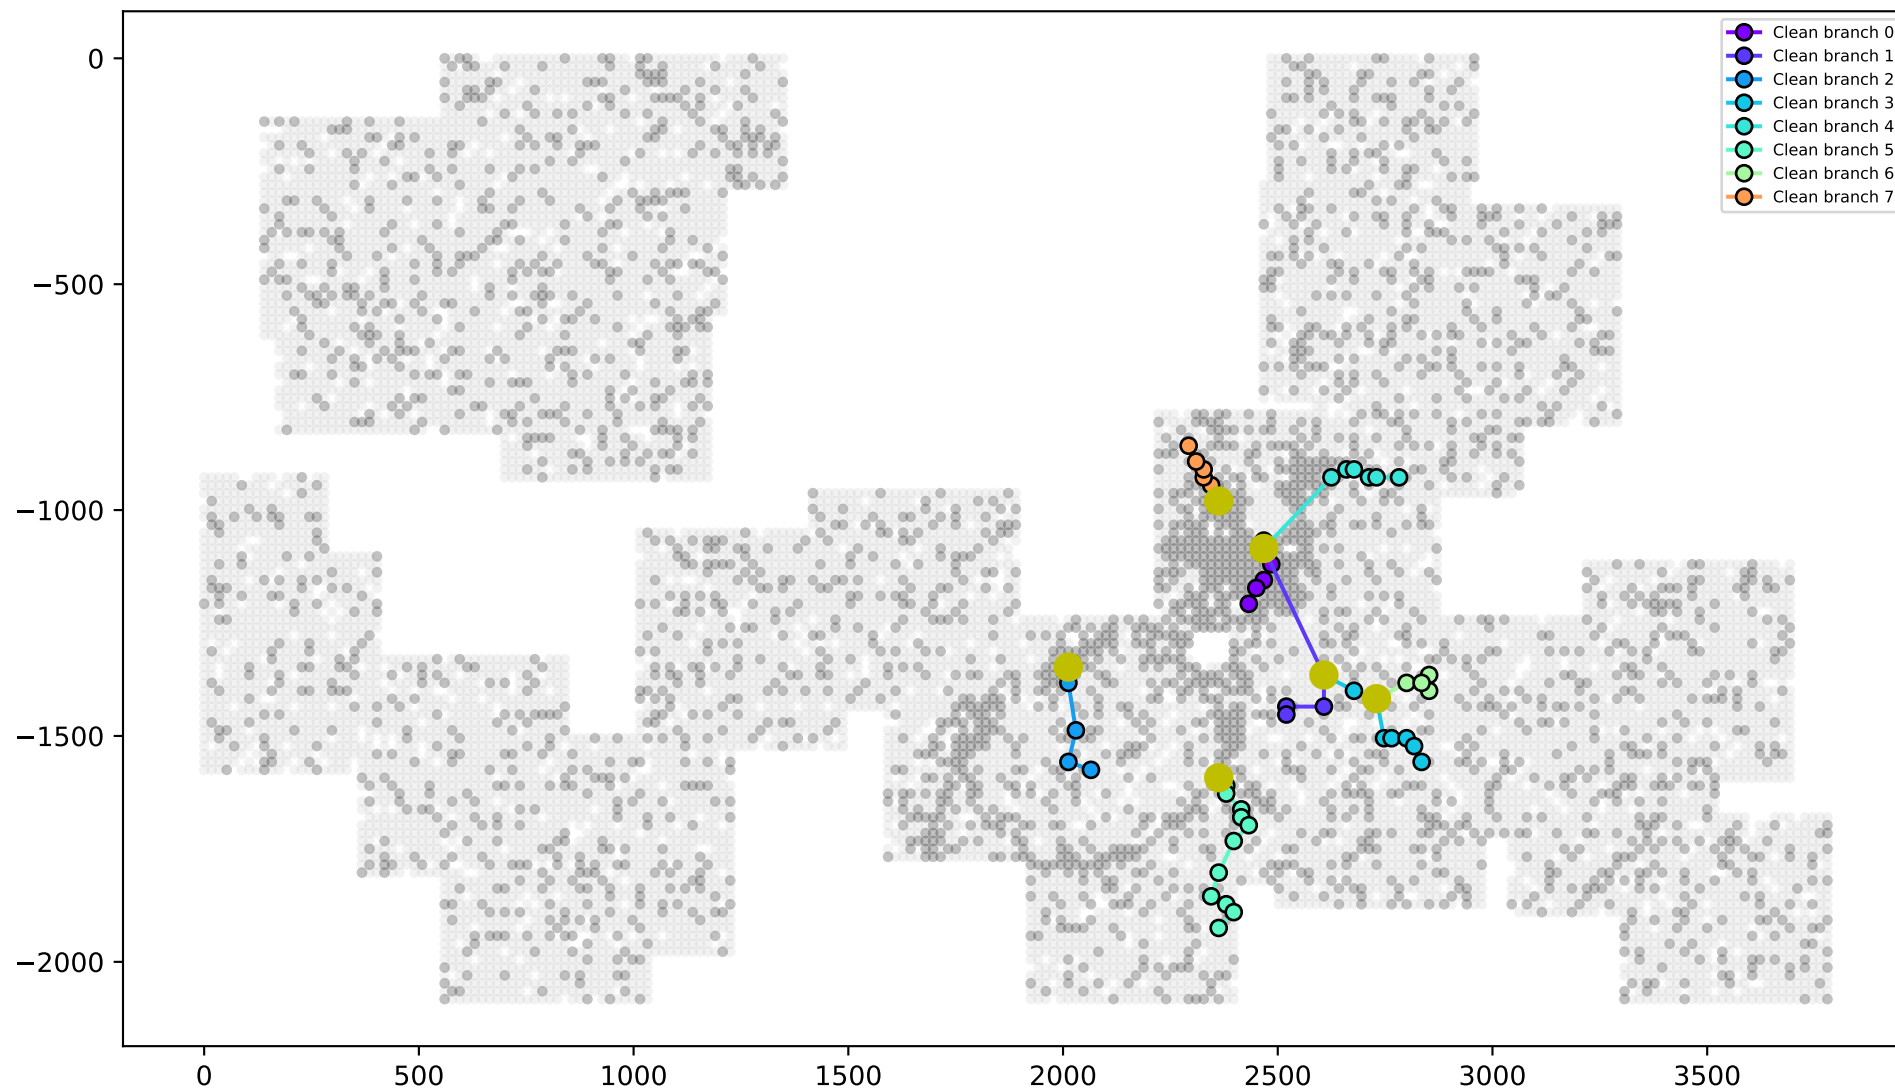 Clean branch 0
Clean branch 1
Clean branch 2
Clean branch 3
Clean branch 4
Clean branch 5
Clean branch 6
Clean branch 7
0
−500
−1000
−1500
−2000
0 500 1000 1500 2000 2500 3000 3500